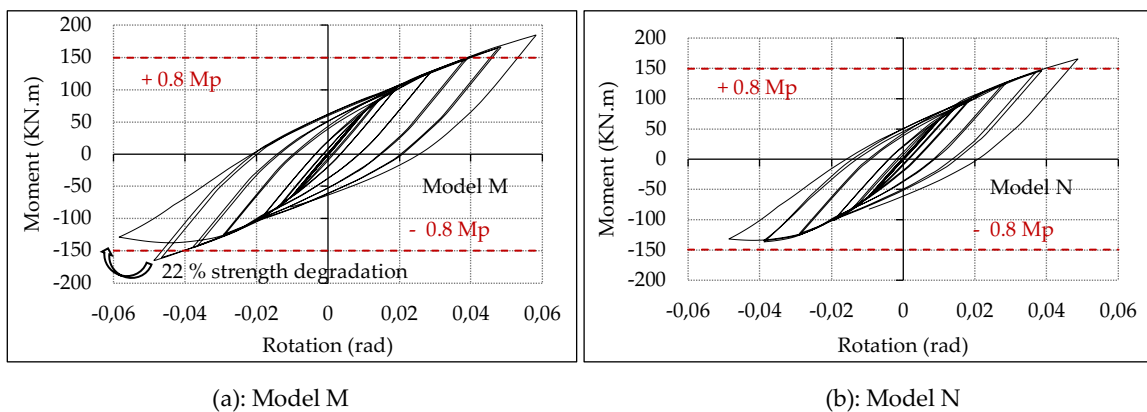 200
150
100
50
0
-50
-100
-150
-200
Moment (KN.m)
+ 0.8 Mp
Model M
- 0.8 Mp
22 % strength degradation
-0,06 -0,04 -0,02 0 0,02 0,04 0,06
Rotation (rad)
(a): Model M
200
150
100
50
0
-50
-100
-150
-200
Moment (KN.m)
+ 0.8 Mp
Model N
- 0.8 Mp
-0,06 -0,04 -0,02 0 0,02 0,04 0,06
Rotation (rad)
(b): Model N